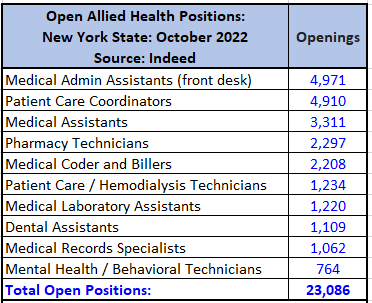 Open Allied Health Positions:
New York State: October 2022
Source: Indeed
Openings
Medical Admin Assistants (front desk) 4,971
Patient Care Coordinators 4,910
Medical Assistants 3,311
Pharmacy Technicians 2,297
Medical Coder and Billers 2,208
Patient Care / Hemodialysis Technicians 1,234
Medical Laboratory Assistants 1,220
Dental Assistants 1,109
Medical Records Specialists 1,062
Mental Health / Behavioral Technicians 764
Total Open Positions: 23,086